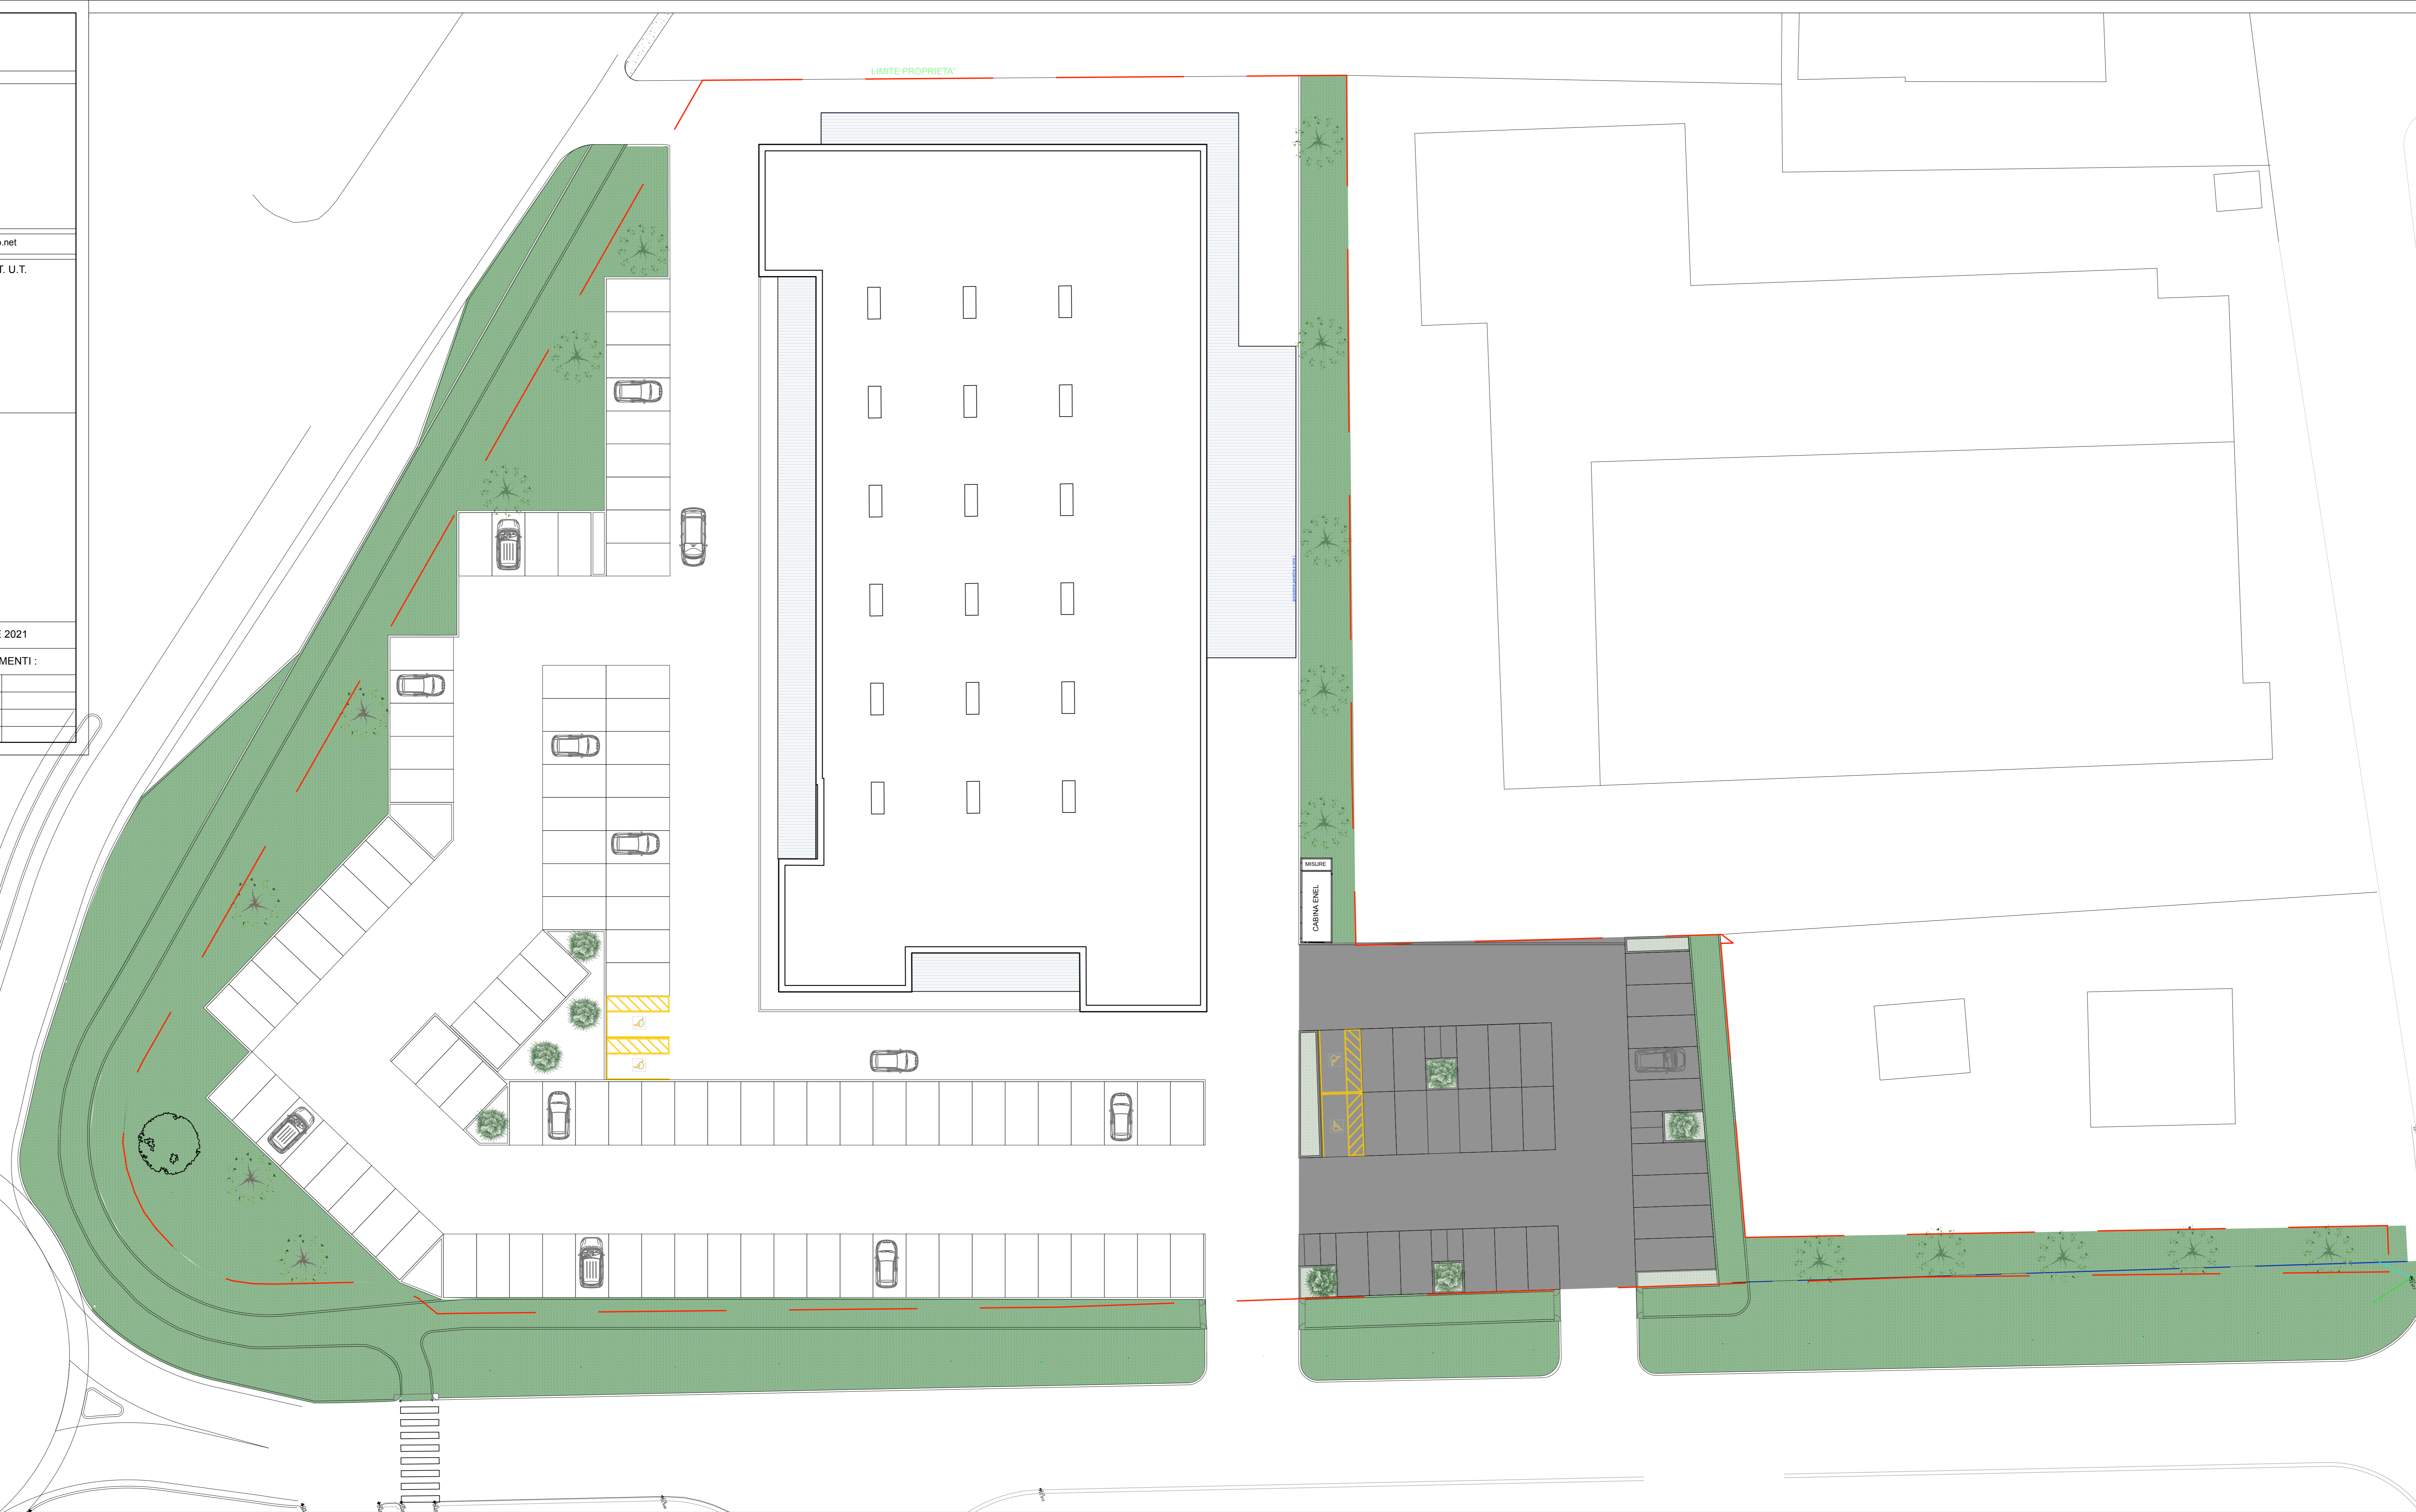 LIMITE PROPRIETA'
o.net
T. U.T.
E 2021
MENTI :
MISURE
CABINA ENEL